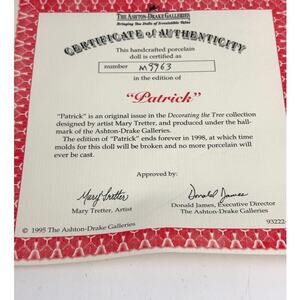 THE ASHTON-DRAKE GALLERIES
Bringing You Dolls of Irresistible Value
CERTIFICATE of AUTHENTICITY
This handcrafted porcelain
doll is certified as
number M9963
in the edition of
"Patrick"
"Patrick" is an original issue in the Decorating the Tree collection
designed by artist Mary Tretter, and produced under the hall-
mark of the Ashton-Drake Galleries.
The edition of "Patrick" ends forever in 1998, at which time
molds for this doll will be broken and no more porcelain will
ever be cast.
Approved by:
Mary Tretter
Donald James
Mary Tretter, Artist
Donald James, Executive Director
The Ashton-Drake Galleries
© 1995 The Ashton-Drake Galleries
93222-